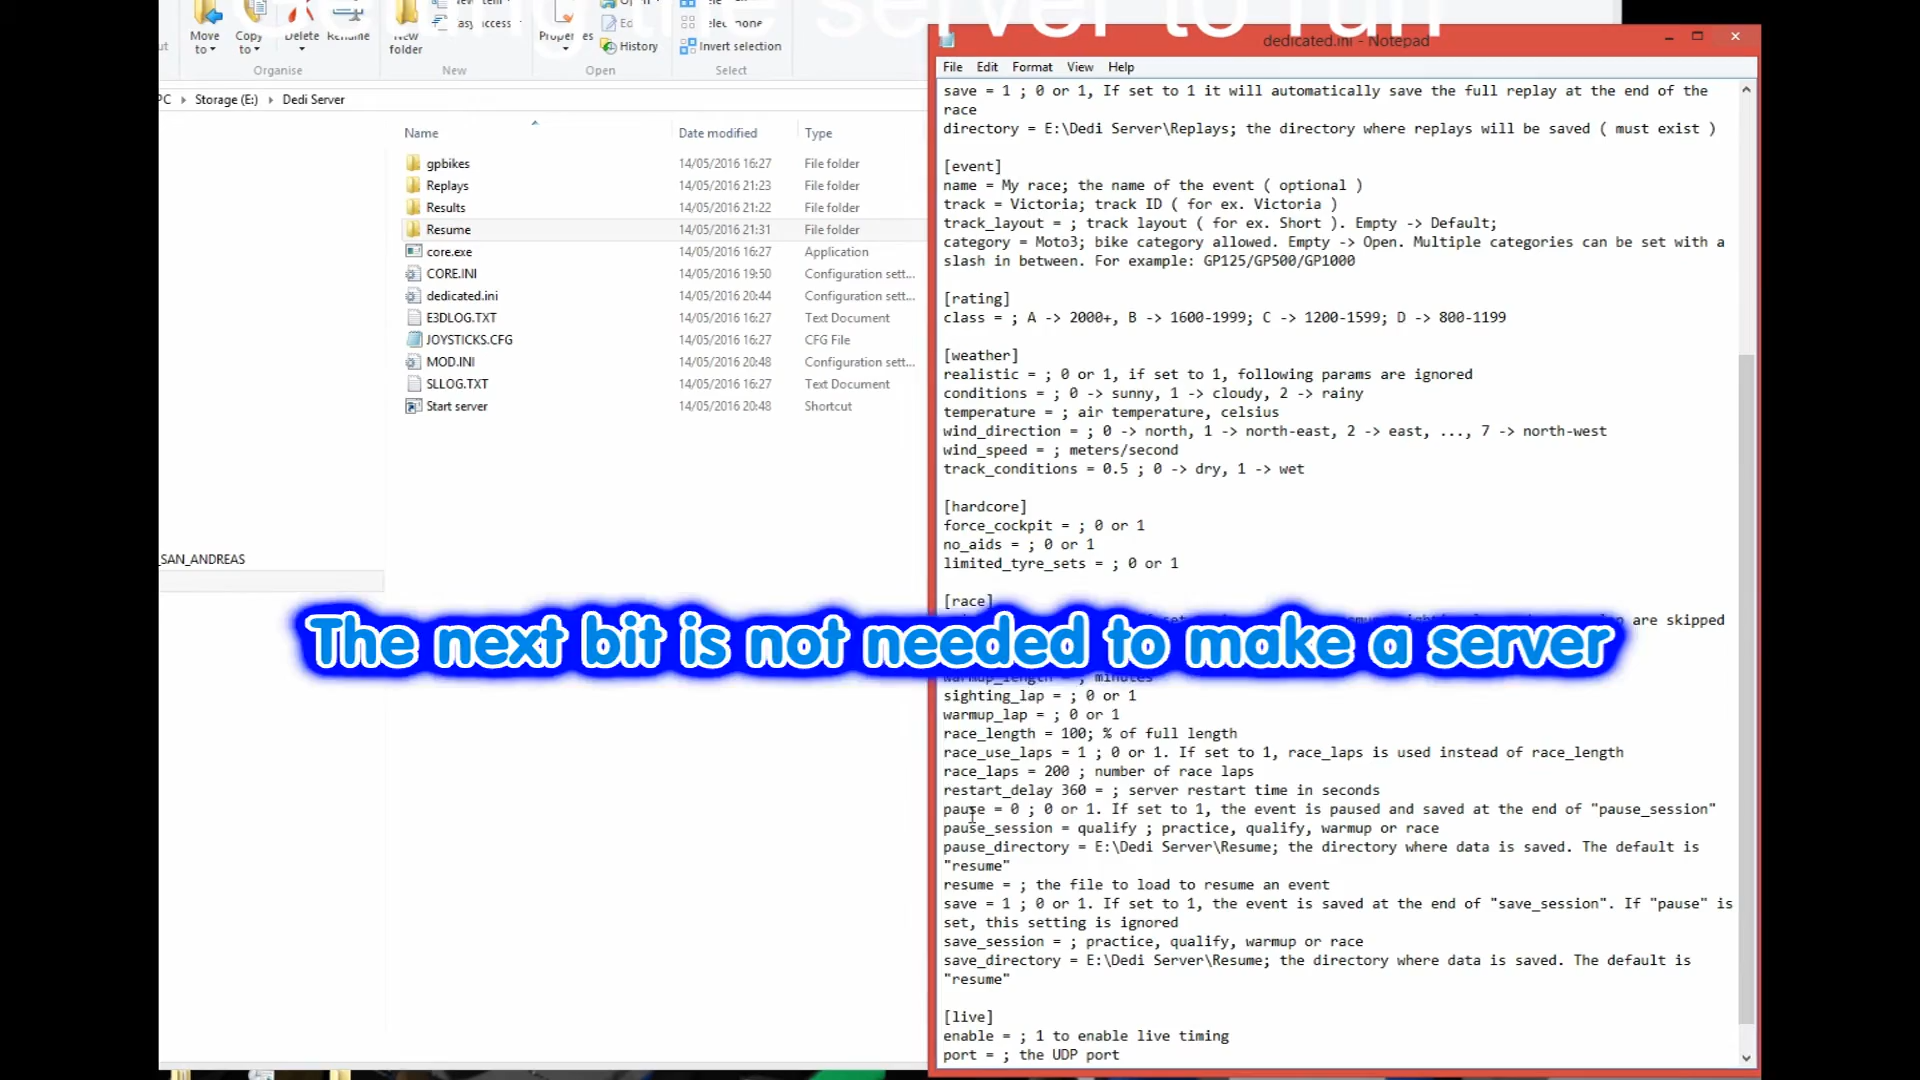 Getting the server to run
Move to
Copy to
Delete
Rename
New folder
Organise
New
Easy access
Properties
Edit
History
Open
Select none
Invert selection
Select
PC › Storage (E:) › Dedi Server
Name Date modified Type
gpbikes 14/05/2016 16:27 File folder
Replays 14/05/2016 21:23 File folder
Results 14/05/2016 21:22 File folder
Resume 14/05/2016 21:31 File folder
core.exe 14/05/2016 16:27 Application
CORE.INI 14/05/2016 19:50 Configuration sett...
dedicated.ini 14/05/2016 20:44 Configuration sett...
E3DLOG.TXT 14/05/2016 16:27 Text Document
JOYSTICKS.CFG 14/05/2016 16:27 CFG File
MOD.INI 14/05/2016 20:48 Configuration sett...
SLLOG.TXT 14/05/2016 16:27 Text Document
Start server 14/05/2016 20:48 Shortcut
_SAN_ANDREAS
dedicated.ini - Notepad
File Edit Format View Help
save = 1 ; 0 or 1, If set to 1 it will automatically save the full replay at the end of the
race
directory = E:\Dedi Server\Replays; the directory where replays will be saved ( must exist )
[event]
name = My race; the name of the event ( optional )
track = Victoria; track ID ( for ex. Victoria )
track_layout = ; track layout ( for ex. Short ). Empty -> Default;
category = Moto3; bike category allowed. Empty -> Open. Multiple categories can be set with a
slash in between. For example: GP125/GP500/GP1000
[rating]
class = ; A -> 2000+, B -> 1600-1999; C -> 1200-1599; D -> 800-1199
[weather]
realistic = ; 0 or 1, if set to 1, following params are ignored
conditions = ; 0 -> sunny, 1 -> cloudy, 2 -> rainy
temperature = ; air temperature, celsius
wind_direction = ; 0 -> north, 1 -> north-east, 2 -> east, ..., 7 -> north-west
wind_speed = ; meters/second
track_conditions = 0.5 ; 0 -> dry, 1 -> wet
[hardcore]
force_cockpit = ; 0 or 1
no_aids = ; 0 or 1
limited_tyre_sets = ; 0 or 1
[race]
are skipped
The next bit is not needed to make a server
warmup_length = ; minutes
sighting_lap = ; 0 or 1
warmup_lap = ; 0 or 1
race_length = 100; % of full length
race_use_laps = 1 ; 0 or 1. If set to 1, race_laps is used instead of race_length
race_laps = 200 ; number of race laps
restart_delay 360 = ; server restart time in seconds
pause = 0 ; 0 or 1. If set to 1, the event is paused and saved at the end of "pause_session"
pause_session = qualify ; practice, qualify, warmup or race
pause_directory = E:\Dedi Server\Resume; the directory where data is saved. The default is
"resume"
resume = ; the file to load to resume an event
save = 1 ; 0 or 1. If set to 1, the event is saved at the end of "save_session". If "pause" is
set, this setting is ignored
save_session = ; practice, qualify, warmup or race
save_directory = E:\Dedi Server\Resume; the directory where data is saved. The default is
"resume"
[live]
enable = ; 1 to enable live timing
port = ; the UDP port